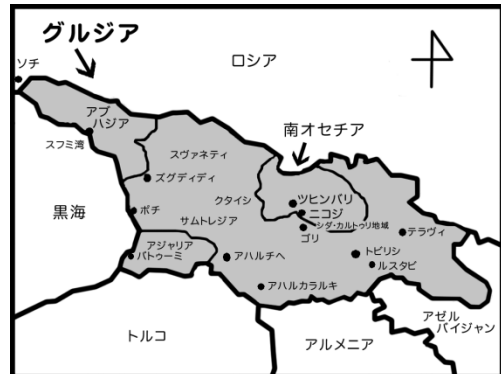 グルジア
ソチ
ロシア
アブ
ハジア
スフミ湾
スヴァネティ
南オセチア
ズグディディ
クタイシ
ツヒンバリ
ニコジ
シダ・カルトゥリ地域
黒海
ポチ
サムトレジア
ゴリ
テラヴィ
アジャリア
バトゥーミ
アハルチヘ
トビリシ
ルスタビ
アハルカラルキ
トルコ
アルメニア
アゼル
バイジャン